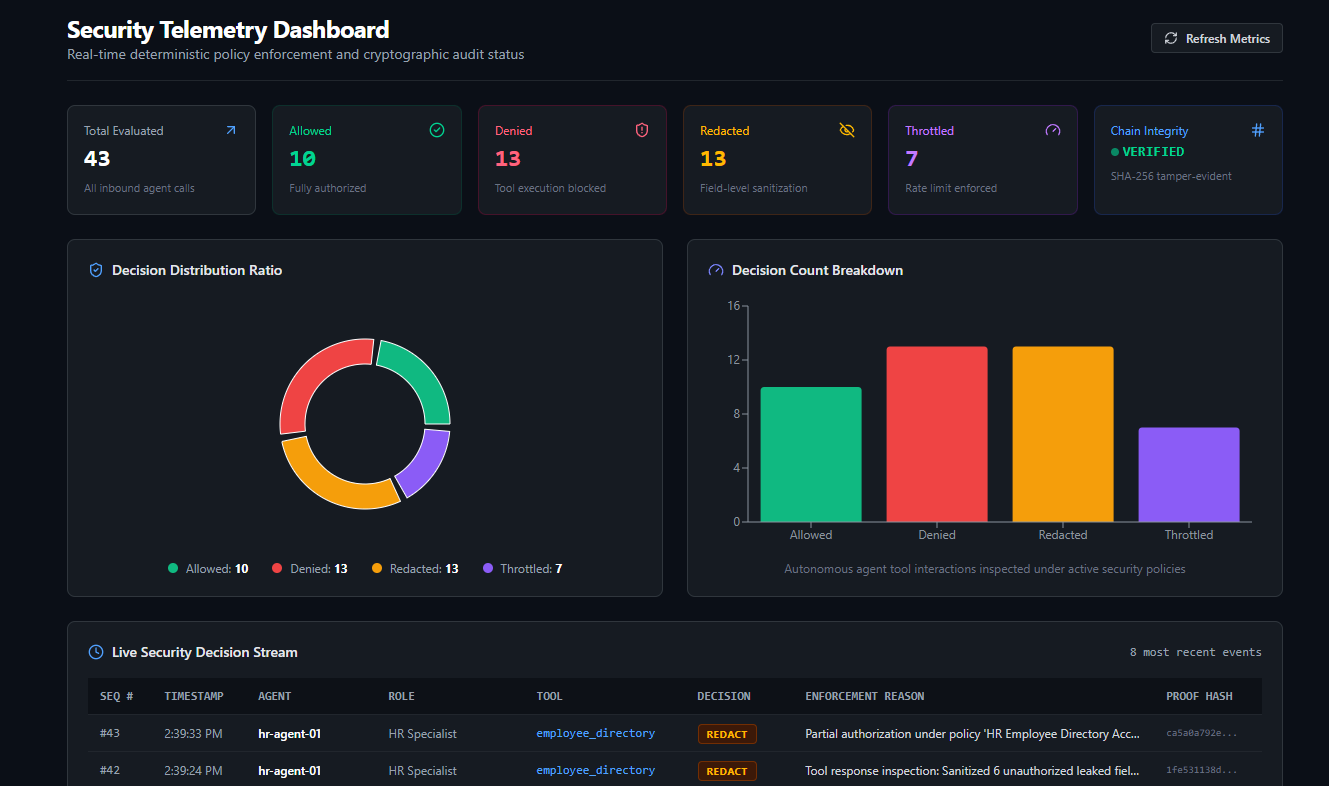 Security Telemetry Dashboard
Real-time deterministic policy enforcement and cryptographic audit status
Refresh Metrics
Total Evaluated
43
All inbound agent calls
Allowed
10
Fully authorized
Denied
13
Tool execution blocked
Redacted
13
Field-level sanitization
Throttled
7
Rate limit enforced
Chain Integrity
VERIFIED
SHA-256 tamper-evident
Decision Distribution Ratio
Allowed: 10 Denied: 13 Redacted: 13 Throttled: 7
Decision Count Breakdown
16
12
8
4
0
Allowed Denied Redacted Throttled
Autonomous agent tool interactions inspected under active security policies
Live Security Decision Stream
8 most recent events
SEQ # TIMESTAMP AGENT ROLE TOOL DECISION ENFORCEMENT REASON PROOF HASH
#43 2:39:33 PM hr-agent-01 HR Specialist employee_directory REDACT Partial authorization under policy 'HR Employee Directory Acc... ca5a0a792e...
#42 2:39:24 PM hr-agent-01 HR Specialist employee_directory REDACT Tool response inspection: Sanitized 6 unauthorized leaked fiel... 1fe531138d...